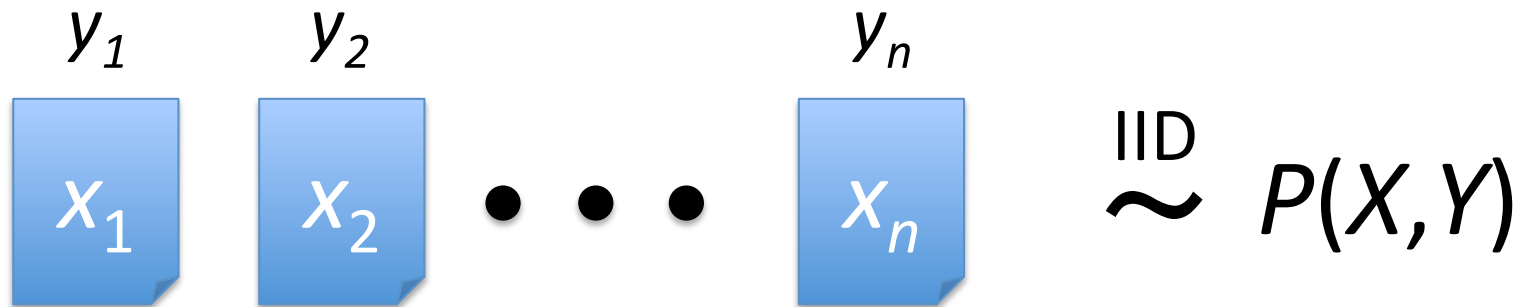 y₁ y₂ yₙ
x₁ x₂ • • • xₙ IID ~ P(X,Y)